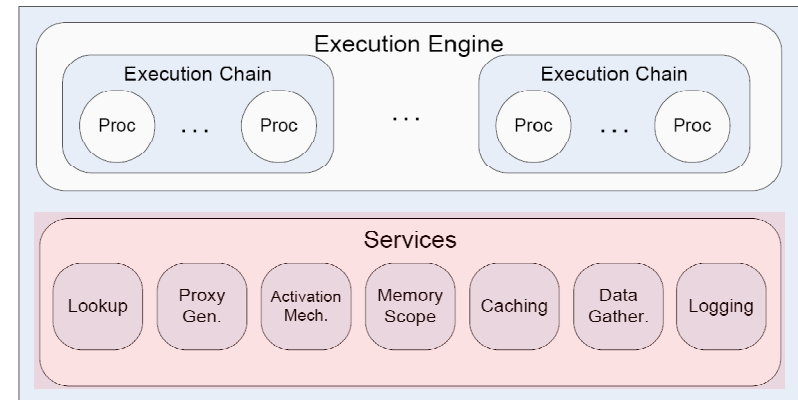 Execution Engine
Execution Chain
Execution Chain
Proc
. . .
Proc
. . .
Proc
. . .
Proc
Services
Lookup
Proxy
Gen.
Activation
Mech.
Memory
Scope
Caching
Data
Gather.
Logging